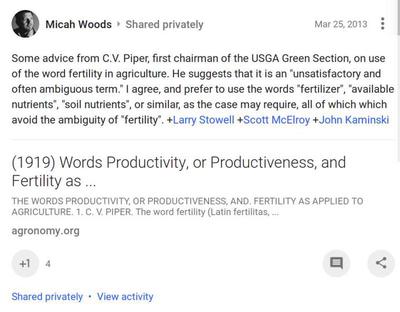 Micah Woods › Shared privately
Mar 25, 2013
Some advice from C.V. Piper, first chairman of the USGA Green Section, on use
of the word fertility in agriculture. He suggests that it is an "unsatisfactory and
often ambiguous term." I agree, and prefer to use the words "fertilizer", "available
nutrients", "soil nutrients", or similar, as the case may require, all of which which
avoid the ambiguity of "fertility". +Larry Stowell +Scott McElroy +John Kaminski
(1919) Words Productivity, or Productiveness, and
Fertility as ...
THE WORDS PRODUCTIVITY, OR PRODUCTIVENESS, AND. FERTILITY AS APPLIED TO
AGRICULTURE. 1. C. V. PIPER. The word fertility (Latin fertilitas, ...
agronomy.org
+1 4
Shared privately • View activity